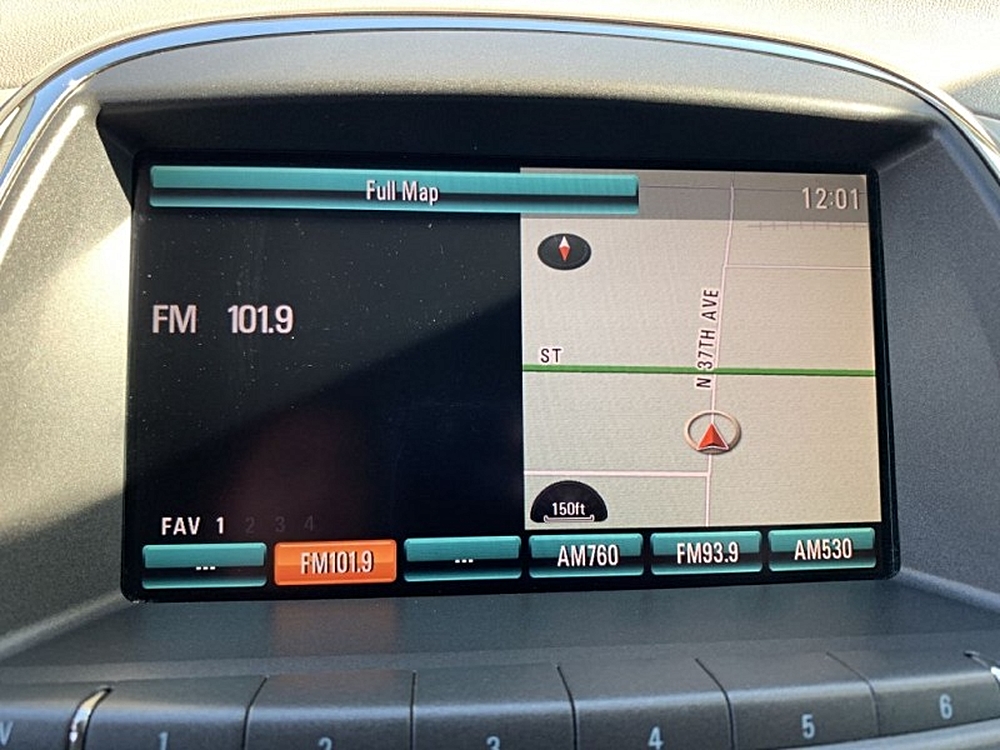 Full Map
12:01
FM 101.9
N 37TH AVE
ST
150ft
FAV 1 2 3 4
--- FM101.9 --- AM760 FM93.9 AM530
V 1 2 3 4 5 6